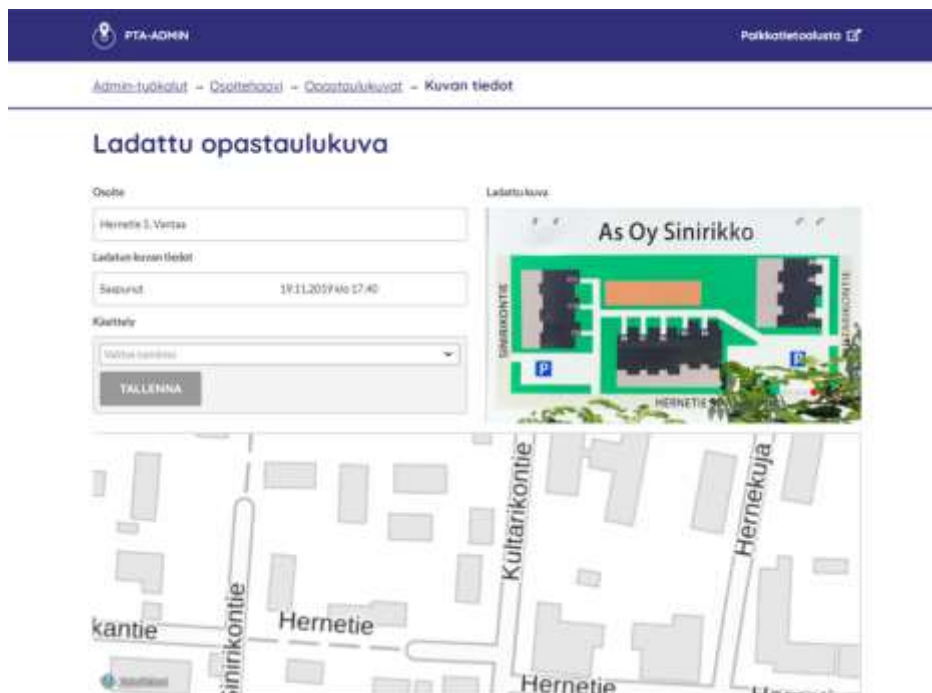 PTA-ADMIN
Paikkatietoalusta
Admin-työkalut – Osoitehaavi – Opastaulukuvat – Kuvan tiedot
Ladattu opastaulukuva
Osoite
Hernetie 5, Vantaa
Ladatun kuvan tiedot
Saapunut 19.11.2019 klo 17:40
Käsittely
Valitse toiminto
TALLENNA
Ladattu kuva
As Oy Sinirikko
SINIRIKONTIE
P
P
HERNETIE
Kultarikontie
Hernekuja
Sinirikontie
kantie
Hernetie
Hernetie